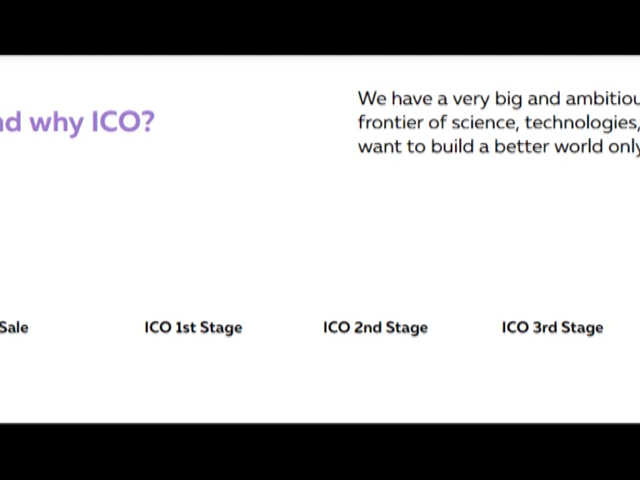 nd why ICO?
We have a very big and ambitiou
frontier of science, technologies,
want to build a better world only
Sale
ICO 1st Stage
ICO 2nd Stage
ICO 3rd Stage